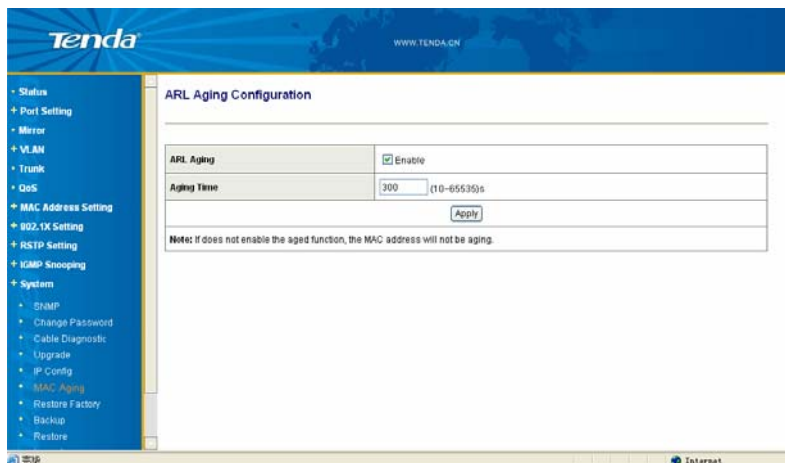 Tenda
WWW.TENDA.CN
Status
+ Port Setting
Mirror
+ VLAN
Trunk
QoS
+ MAC Address Setting
+ 802.1X Setting
+ RSTP Setting
+ IGMP Snooping
+ System
SNMP
Change Password
Cable Diagnostic
Upgrade
IP Config
MAC Aging
Restore Factory
Backup
Restore
ARL Aging Configuration
ARL Aging Enable
Aging Time 300 (10~65535)s
Apply
Note: If does not enable the aged function, the MAC address will not be aging.
完毕 Internet